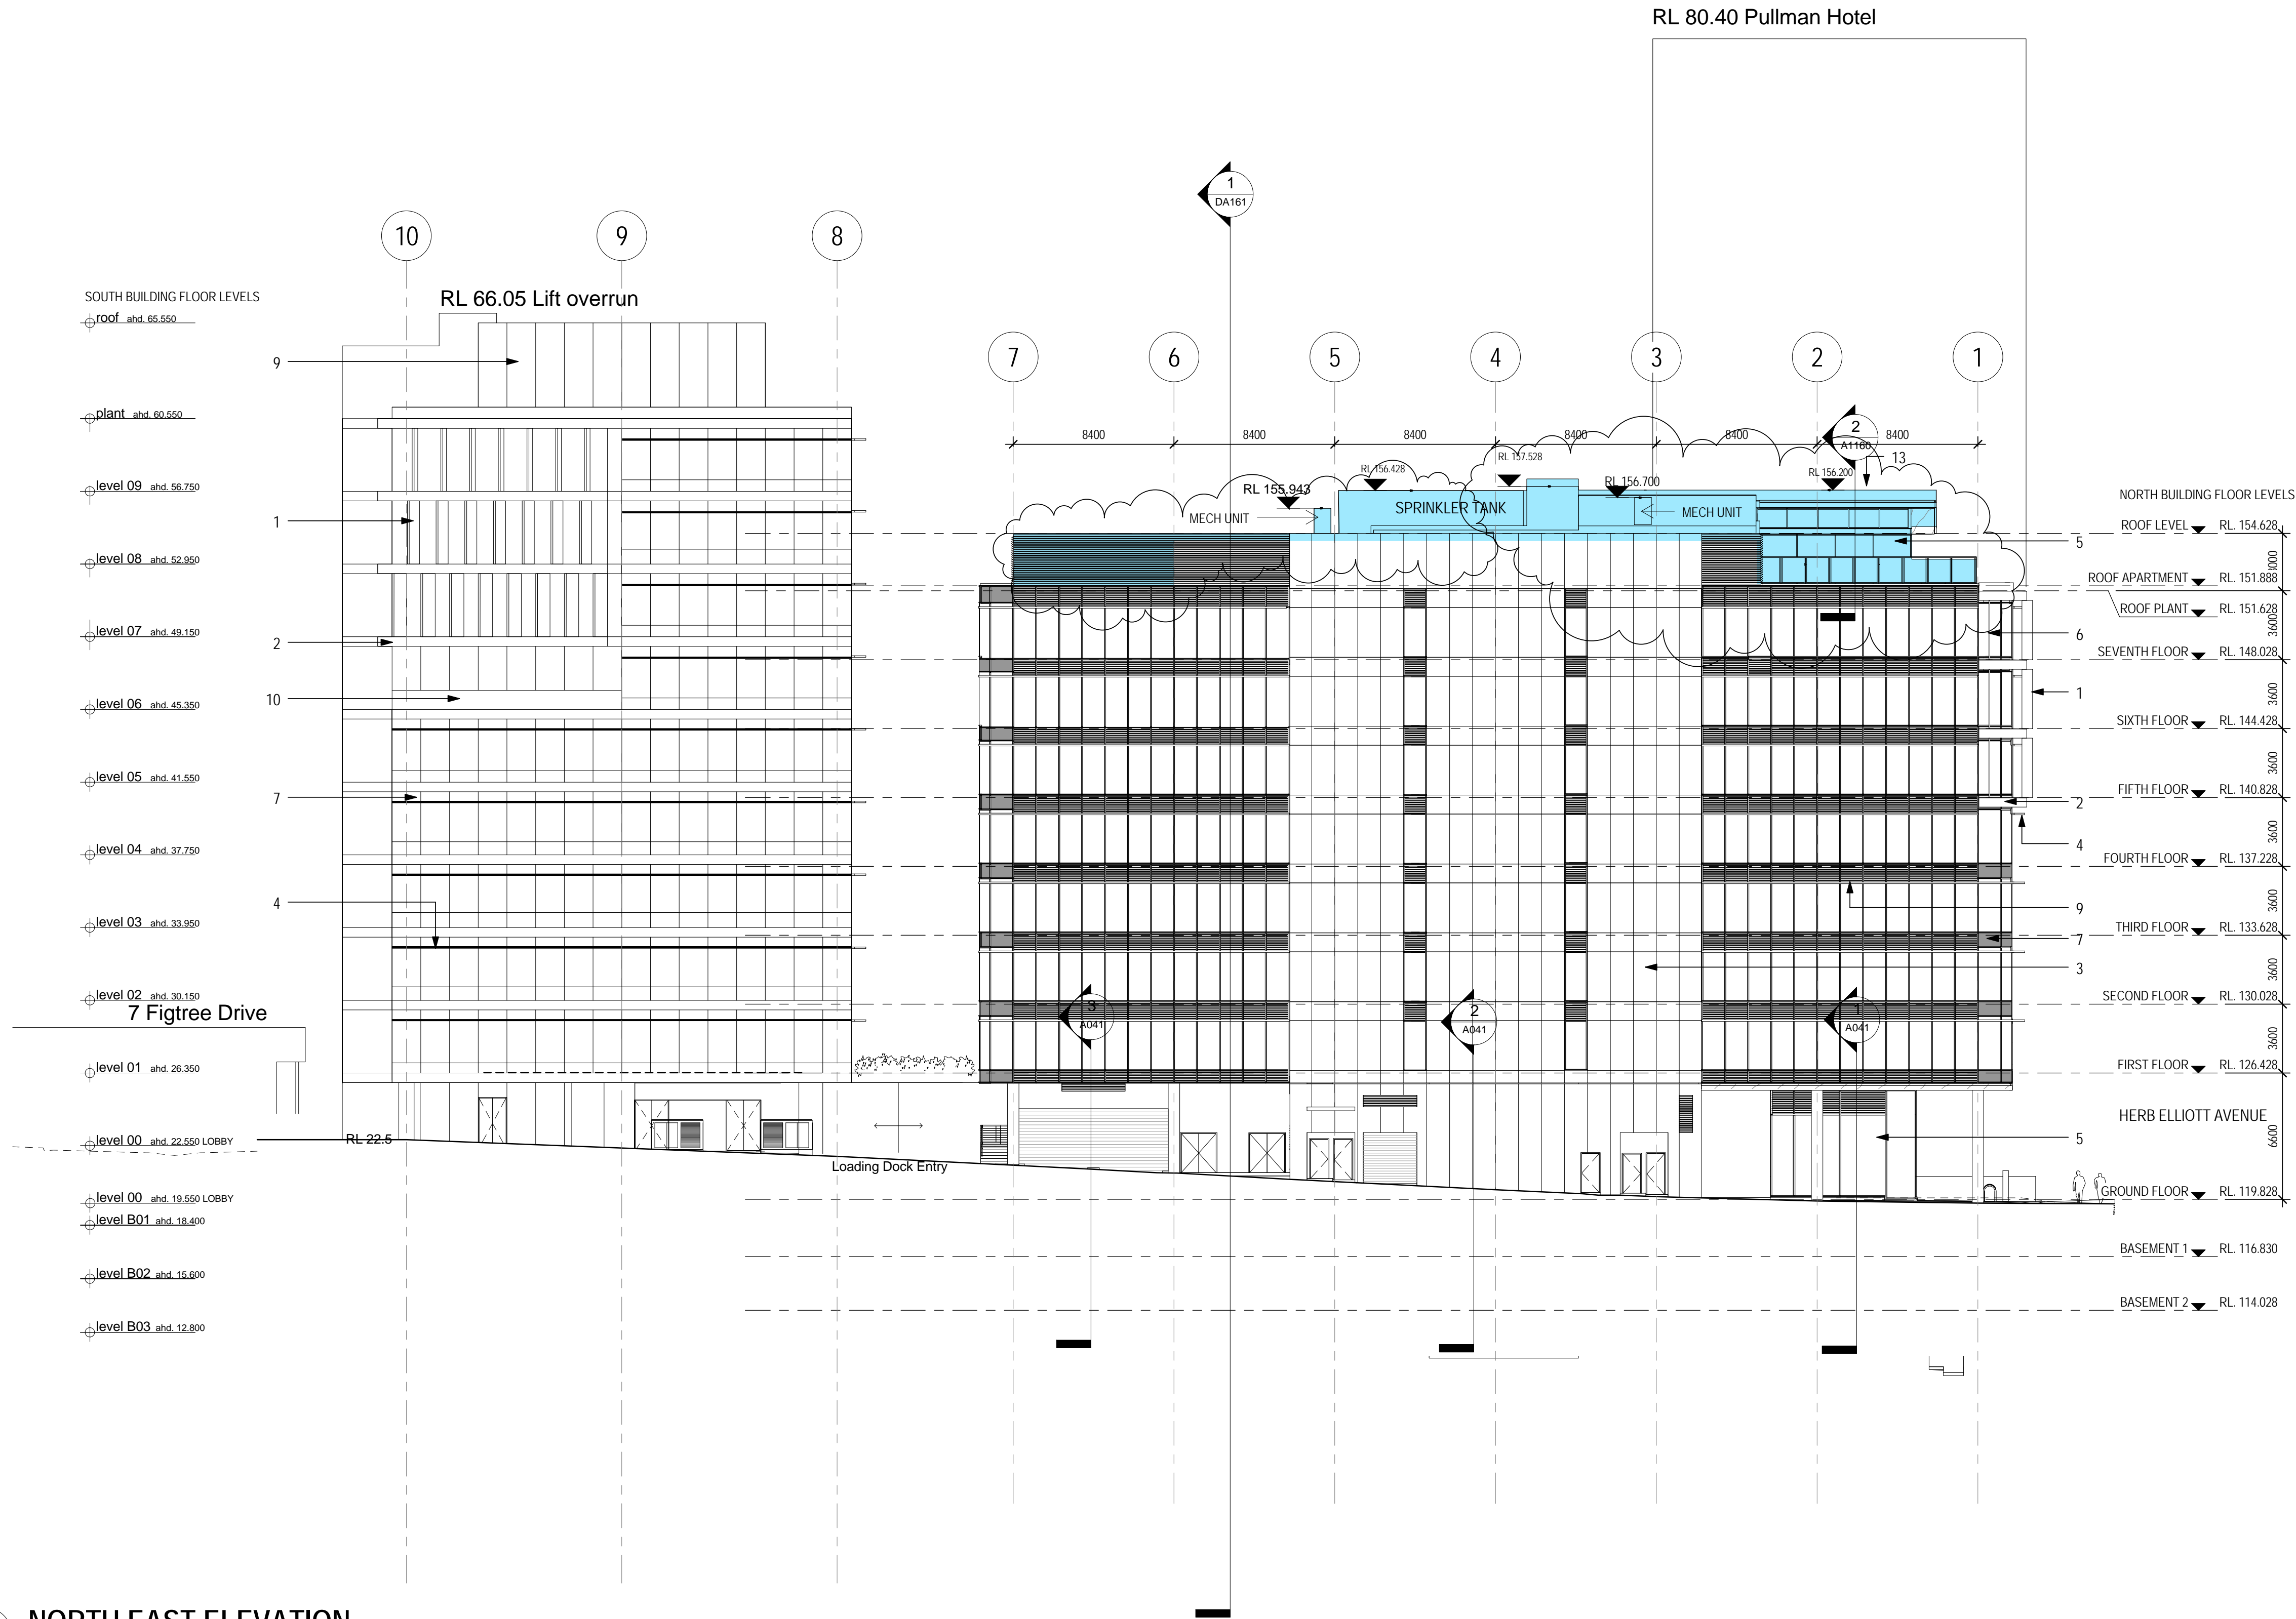 RL 80.40 Pullman Hotel
1
DA161
10
9
8
SOUTH BUILDING FLOOR LEVELS
RL 66.05 Lift overrun
roof ahd. 65.550
9
7
6
5
4
3
2
1
plant ahd. 60.550
8400
8400
8400
8400
8400
8400
2
A1160
13
RL 156.428
RL 157.528
RL 156.700
RL 156.200
RL 155.943
MECH UNIT
SPRINKLER TANK
MECH UNIT
level 09 ahd. 56.750
1
level 08 ahd. 52.950
level 07 ahd. 49.150
2
10
level 06 ahd. 45.350
level 05 ahd. 41.550
7
level 04 ahd. 37.750
4
level 03 ahd. 33.950
level 02 ahd. 30.150
7 Figtree Drive
level 01 ahd. 26.350
level 00 ahd. 22.550 LOBBY
RL 22.5
Loading Dock Entry
level 00 ahd. 19.550 LOBBY
level B01 ahd. 18.400
level B02 ahd. 15.600
level B03 ahd. 12.800
NORTH BUILDING FLOOR LEVELS
ROOF LEVEL RL. 154.628
5
ROOF APARTMENT RL. 151.888
ROOF PLANT RL. 151.628
3600
6
SEVENTH FLOOR RL. 148.028
1
3600
SIXTH FLOOR RL. 144.428
3600
FIFTH FLOOR RL. 140.828
2
3600
4
FOURTH FLOOR RL. 137.228
3600
9
THIRD FLOOR RL. 133.628
7
3
3600
SECOND FLOOR RL. 130.028
3
A041
2
A041
1
A041
3600
FIRST FLOOR RL. 126.428
HERB ELLIOTT AVENUE
5
6600
GROUND FLOOR RL. 119.828
BASEMENT 1 RL. 116.830
BASEMENT 2 RL. 114.028
NORTH EAST ELEVATION